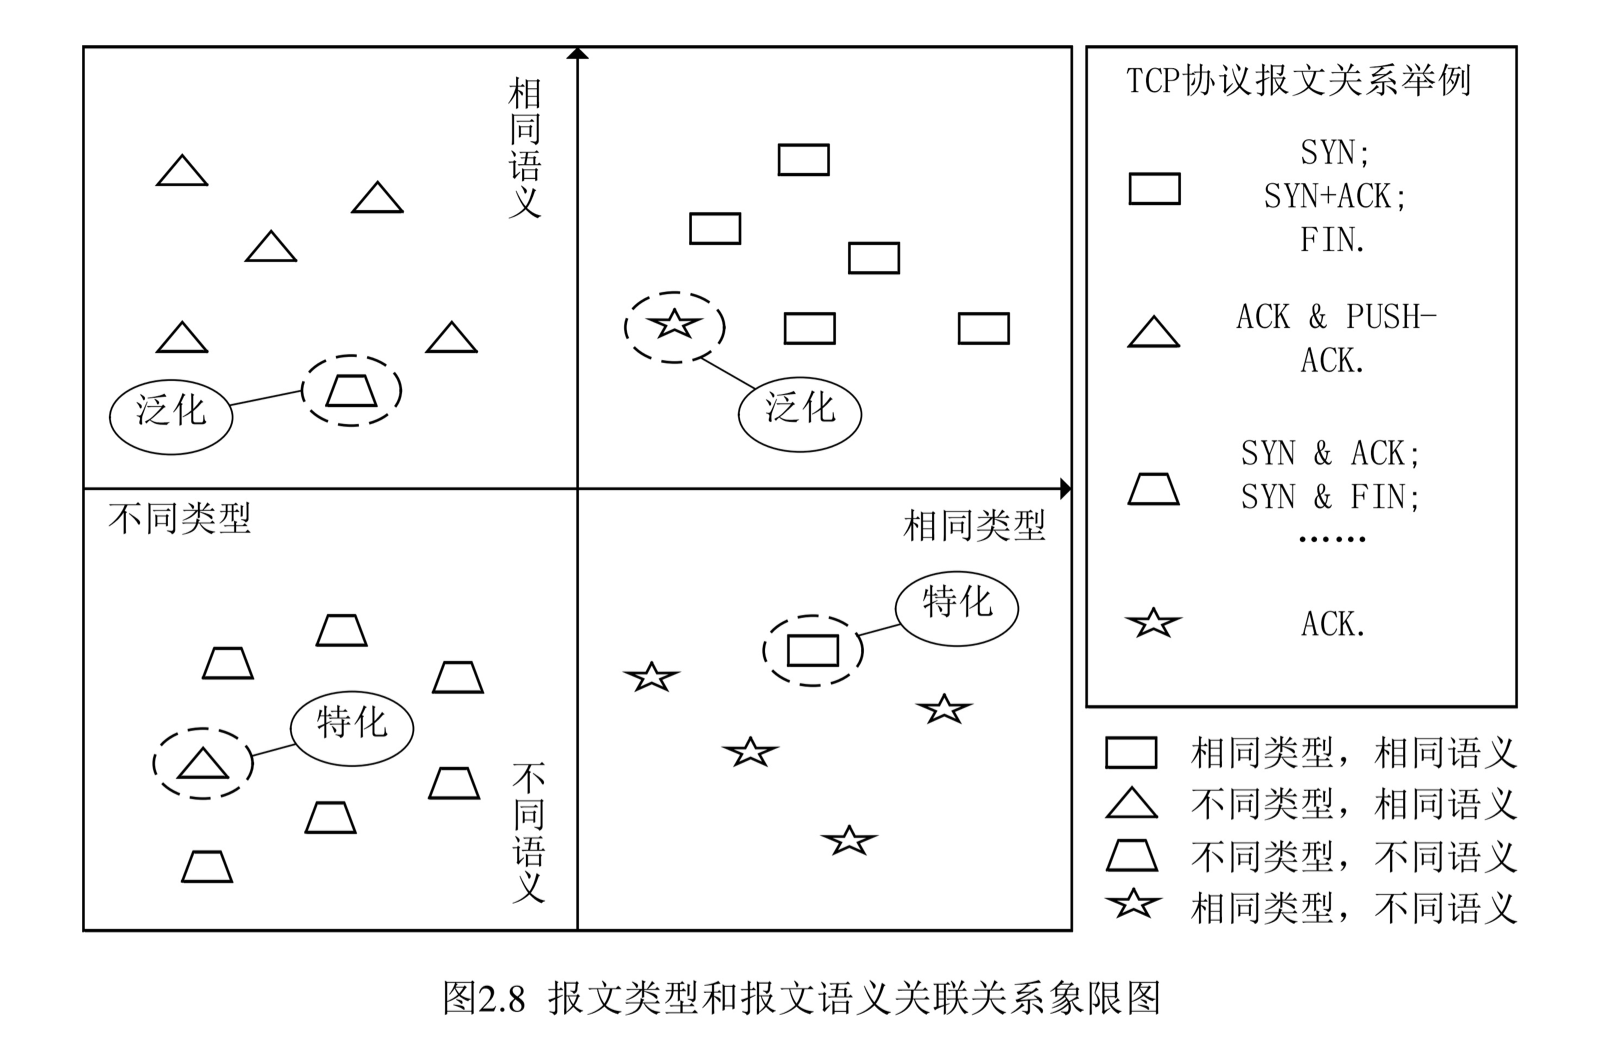 相同语义
泛化
泛化
不同类型
相同类型
特化
特化
不同语义
TCP协议报文关系举例
SYN;
SYN+ACK;
FIN.
ACK & PUSH-
ACK.
SYN & ACK;
SYN & FIN;
……
ACK.
相同类型，相同语义
不同类型，相同语义
不同类型，不同语义
相同类型，不同语义
图2.8 报文类型和报文语义关联关系象限图